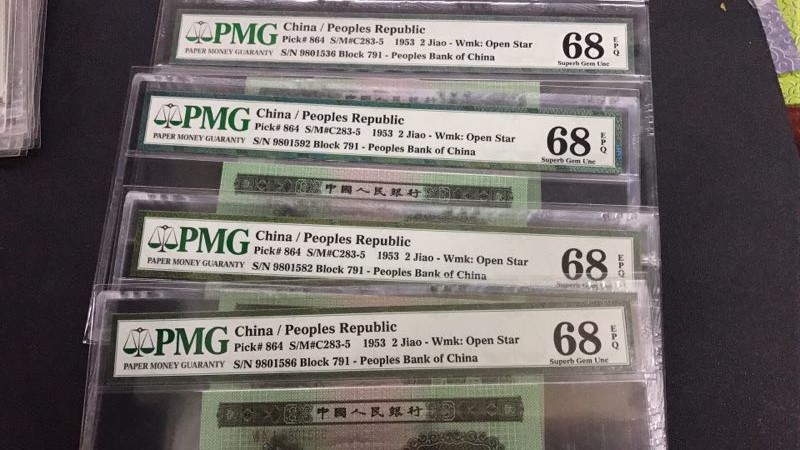 PMG
PAPER MONEY GUARANTY
China / Peoples Republic
Pick# 864 S/M#C283-5 1953 2 Jiao - Wmk: Open Star
S/N 9801536 Block 791 - Peoples Bank of China
68 EPQ
Superb Gem Unc
PMG
PAPER MONEY GUARANTY
China / Peoples Republic
Pick# 864 S/M#C283-5 1953 2 Jiao - Wmk: Open Star
S/N 9801592 Block 791 - Peoples Bank of China
68 EPQ
Superb Gem Unc
中國人民銀行
PMG
PAPER MONEY GUARANTY
China / Peoples Republic
Pick# 864 S/M#C283-5 1953 2 Jiao - Wmk: Open Star
S/N 9801582 Block 791 - Peoples Bank of China
68 EPQ
Superb Gem Unc
PMG
PAPER MONEY GUARANTY
China / Peoples Republic
Pick# 864 S/M#C283-5 1953 2 Jiao - Wmk: Open Star
S/N 9801586 Block 791 - Peoples Bank of China
68 EPQ
Superb Gem Unc
中國人民銀行